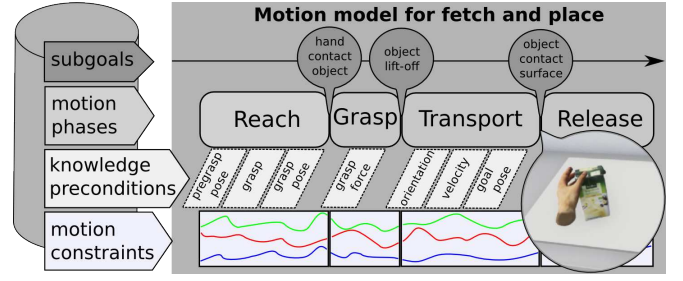 Motion model for fetch and place
subgoals
hand
contact
object
object
lift-off
object
contact
surface
motion
phases
Reach
Grasp
Transport
Release
knowledge
preconditions
pregrasp
pose
grasp
grasp
pose
grasp
force
orientation
velocity
goal
pose
motion
constraints